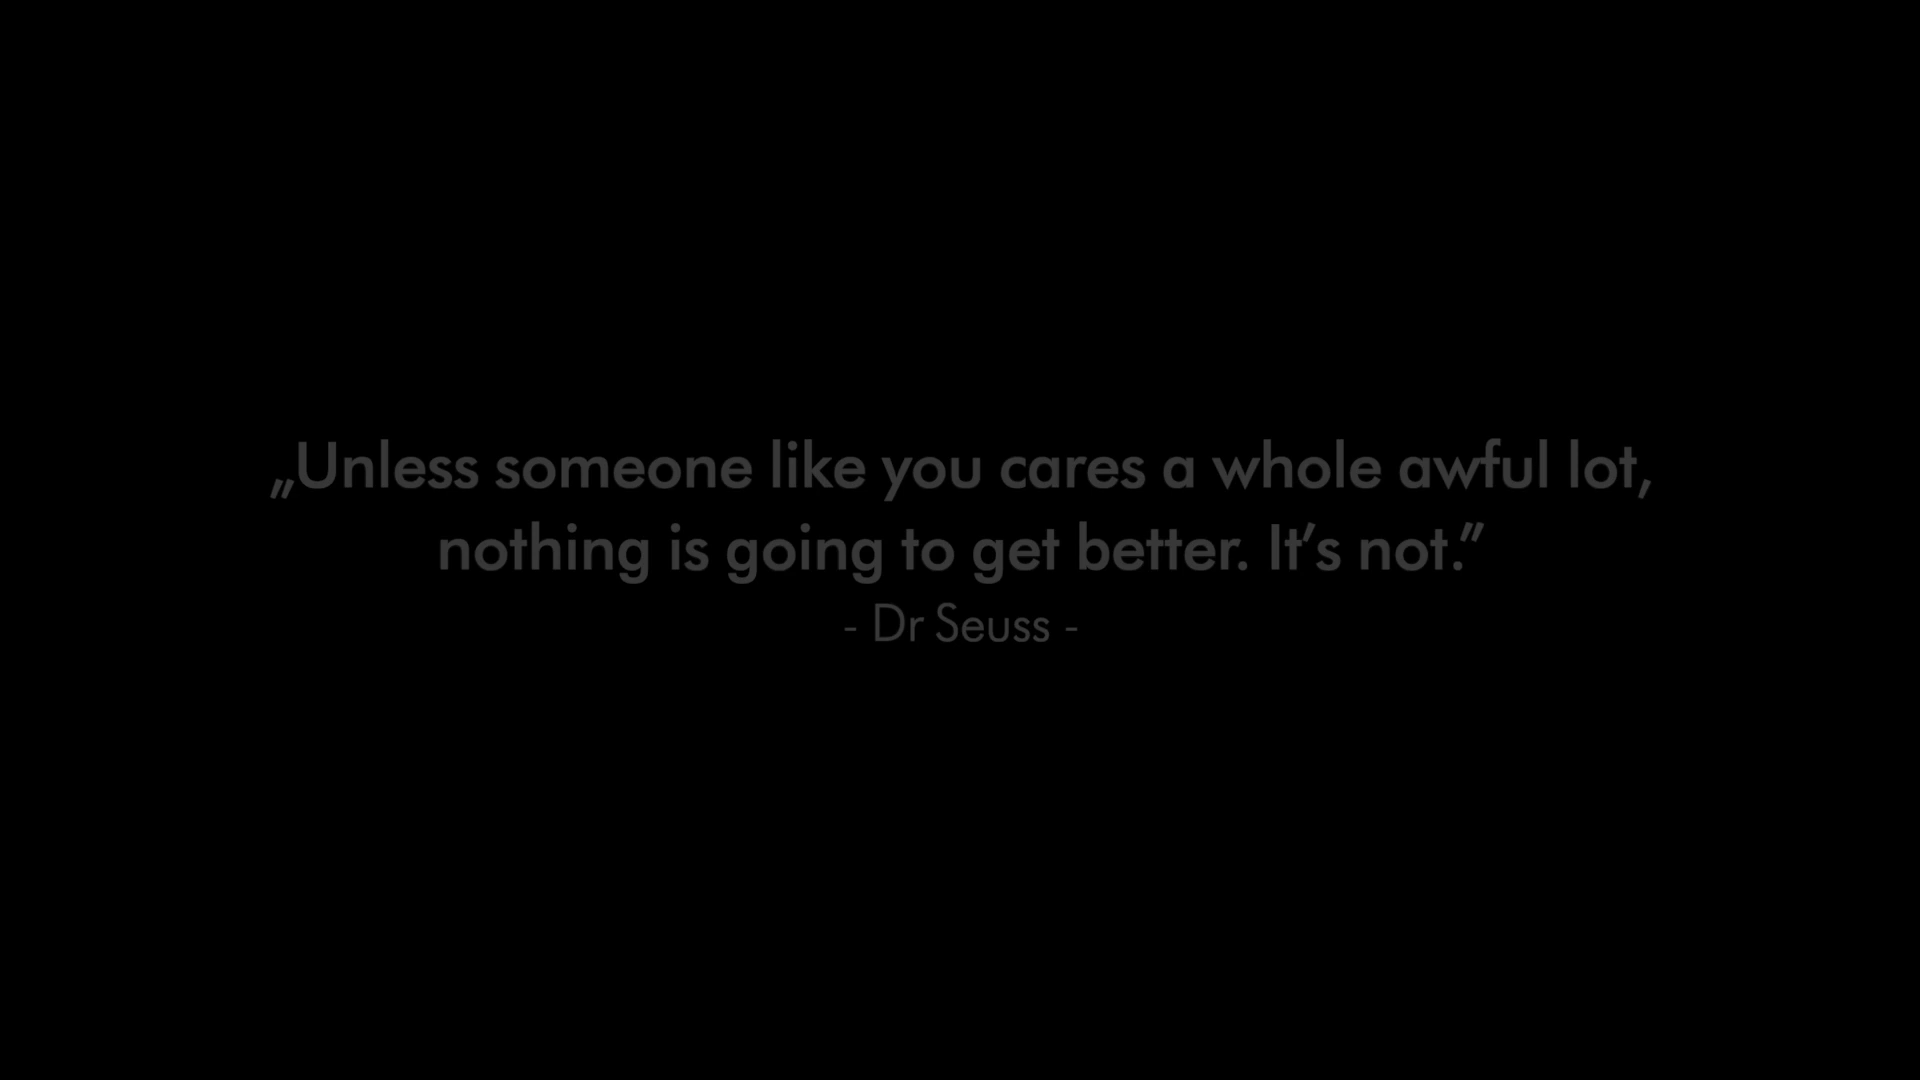 „Unless someone like you cares a whole awful lot,
nothing is going to get better. It’s not.”
- Dr Seuss -